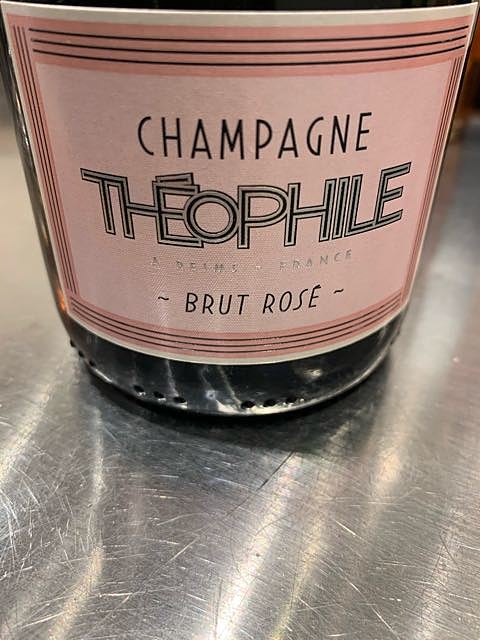 CHAMPAGNE
THÉOPHILE
À REIMS - FRANCE
~ BRUT ROSÉ ~